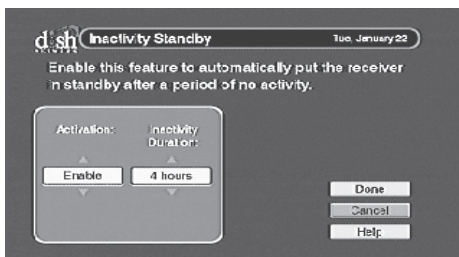 dish Inactivity Standby Tue, January 22
NETWORK
Enable this feature to automatically put the receiver
in standby after a period of no activity.
Activation: Inactivity
Duration:
Enable 4 hours
Done
Cancel
Help